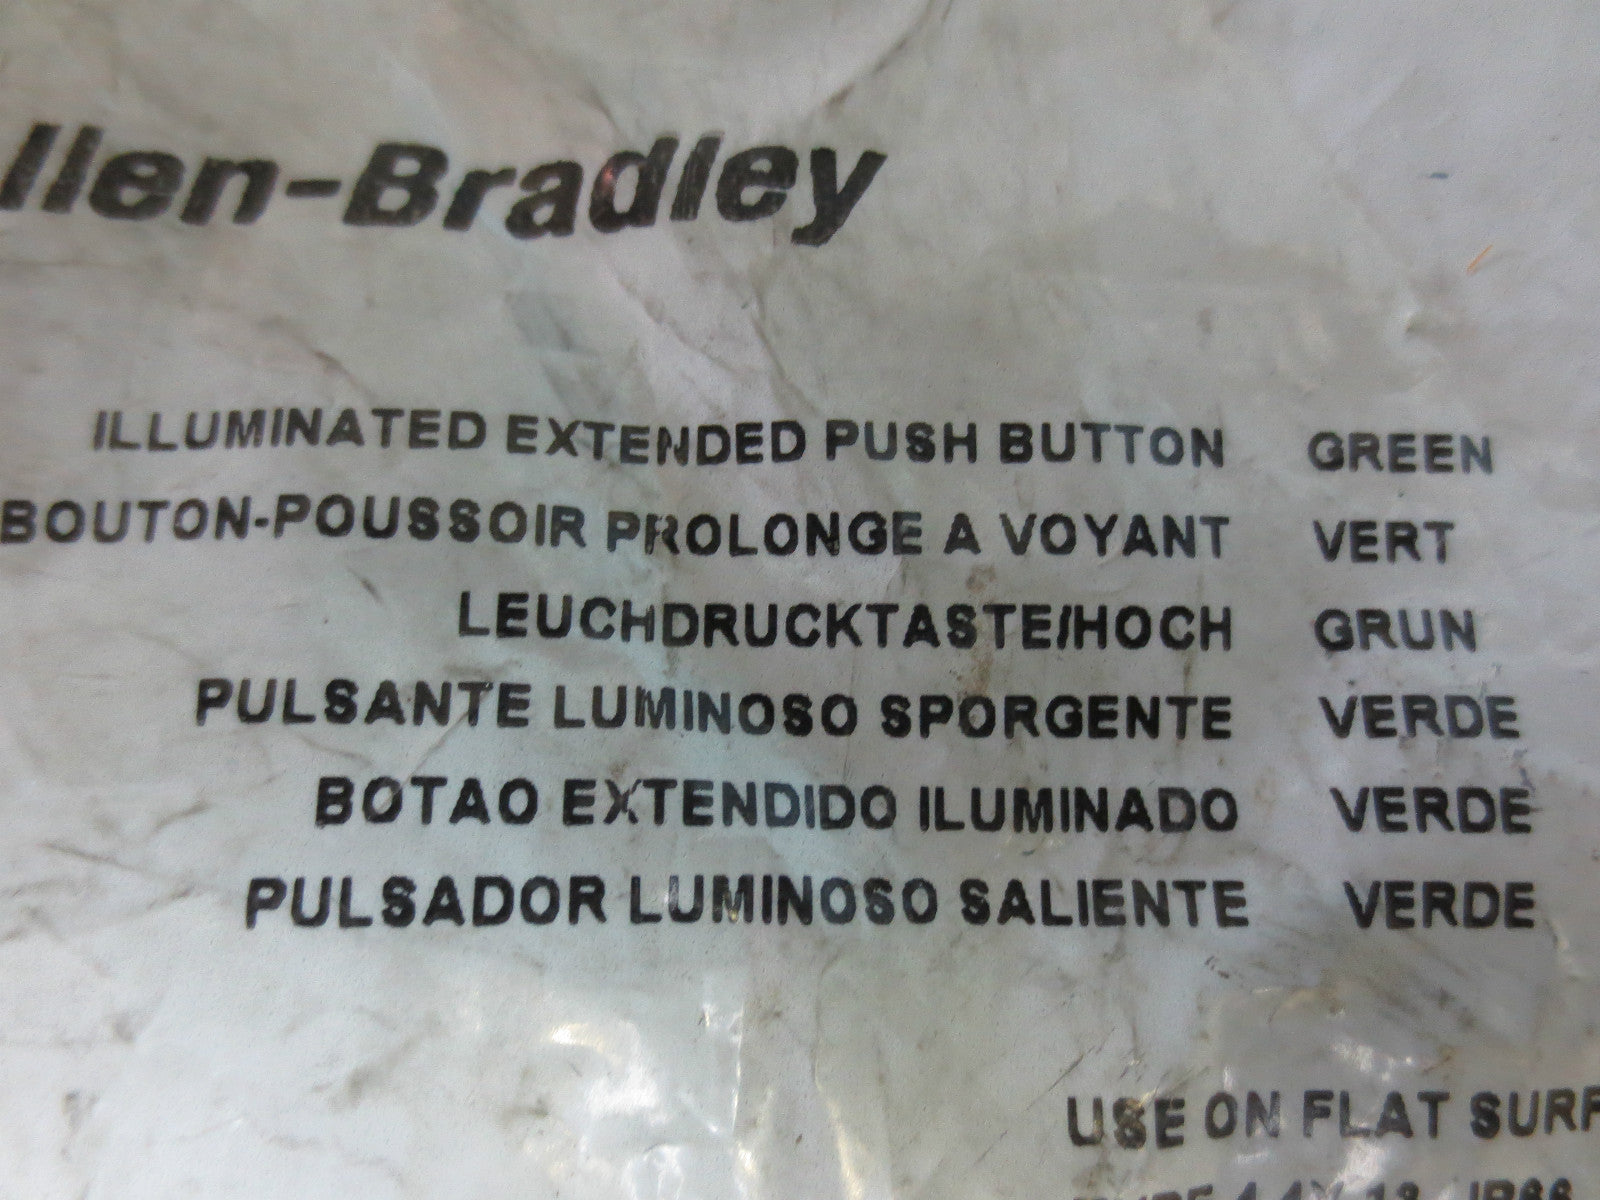 llen-Bradley
ILLUMINATED EXTENDED PUSH BUTTON GREEN
BOUTON-POUSSOIR PROLONGE A VOYANT VERT
LEUCHDRUCKTASTE/HOCH GRUN
PULSANTE LUMINOSO SPORGENTE VERDE
BOTAO EXTENDIDO ILUMINADO VERDE
PULSADOR LUMINOSO SALIENTE VERDE
USE ON FLAT SURF